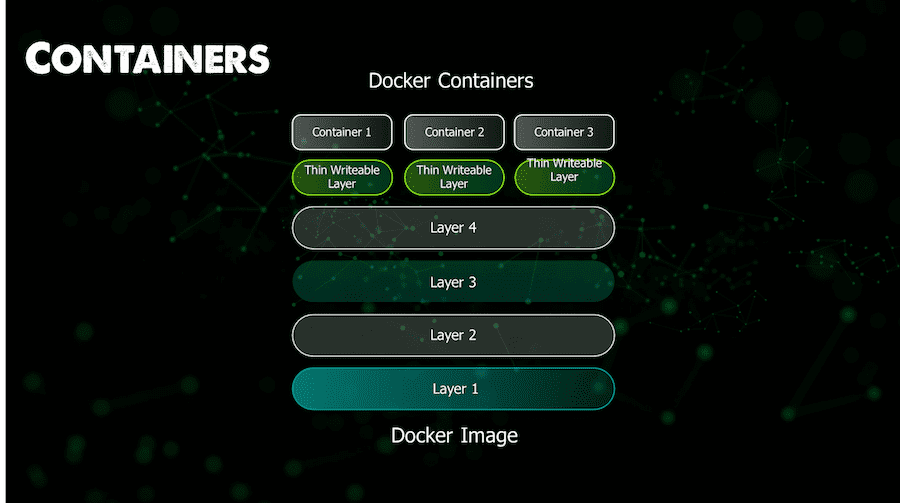 CONTAINERS
Docker Containers
Container 1
Container 2
Container 3
Thin Writeable
Layer
Thin Writeable
Layer
Thin Writeable
Layer
Layer 4
Layer 3
Layer 2
Layer 1
Docker Image